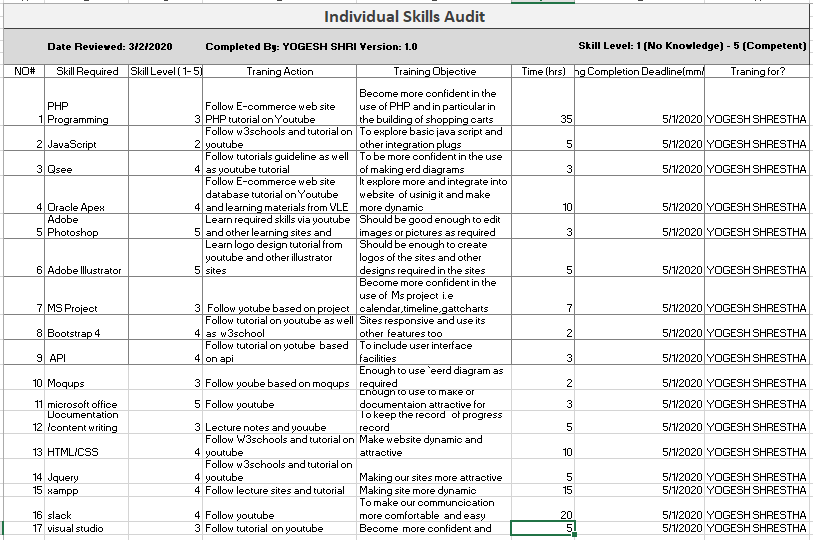 Individual Skills Audit
Date Reviewed: 3/2/2020 Completed By: YOGESH SHRI Version: 1.0 Skill Level: 1 (No Knowledge) - 5 (Competent)
NO# Skill Required Skill Level ( 1- 5) Traning Action Training Objective Time (hrs) ng Completion Deadline(mm/ Traning for?
Become more confident in the
PHP Follow E-commerce web site use of PHP and in particular in
1 Programming 3 PHP tutorial on Youtube the building of shopping carts 35 5/1/2020 YOGESH SHRESTHA
Follow w3schools and tutorial on To explore basic java script and
2 JavaScript 2 youtube other integration plugs 5 5/1/2020 YOGESH SHRESTHA
Follow tutorials guideline as well To be more confident in the use
3 Qsee 4 as youtube tutorial of making erd diagrams 3 5/1/2020 YOGESH SHRESTHA
Follow E-commerce web site It explore more and integrate into
database tutorial on Youtube website of usinig it and make
4 Oracle Apex 4 and learning materials from VLE more dynamic 10 5/1/2020 YOGESH SHRESTHA
Adobe Learn required skills via youtube Should be good enough to edit
5 Photoshop 5 and other learning sites and images or pictures as required 3 5/1/2020 YOGESH SHRESTHA
Learn logo design tutorial from Should be enough to create
youtube and other illustrator logos of the sites and other
6 Adobe Illustrator 5 sites designs required in the sites 5 5/1/2020 YOGESH SHRESTHA
Become more confident in the
use of Ms project i.e
7 MS Project 3 Follow yotube based on project calendar,timeline,gattcharts 7 5/1/2020 YOGESH SHRESTHA
Follow tutorial on youtube as well Sites responsive and use its
8 Bootstrap 4 4 as w3school other features too 2 5/1/2020 YOGESH SHRESTHA
Follow tutorial on yotube based To include user interface
9 API 4 on api facilities 3 5/1/2020 YOGESH SHRESTHA
Enough to use `eerd diagram as
10 Moqups 3 Follow yoube based on moqups required 2 5/1/2020 YOGESH SHRESTHA
Enough to use to make or
11 microsoft office 5 Follow youtube documentaion attractive for 3 5/1/2020 YOGESH SHRESTHA
Documentation To keep the record of progress
12 /content writing 3 Lecture notes and youube record 5 5/1/2020 YOGESH SHRESTHA
Follow W3schools and tutorial on Make website dynamic and
13 HTML/CSS 4 youtube attractive 10 5/1/2020 YOGESH SHRESTHA
Follow w3schools and tutorial on
14 Jquery 4 youtube Making our sites more attractive 5 5/1/2020 YOGESH SHRESTHA
15 xampp 4 Follow lecture sites and tutorial Making site more dynamic 15 5/1/2020 YOGESH SHRESTHA
To make our communcication
16 slack 4 Follow youtube more comfortable and easy 20 5/1/2020 YOGESH SHRESTHA
17 visual studio 3 Follow tutorial on youtube Become more confident and 5 5/1/2020 YOGESH SHRESTHA